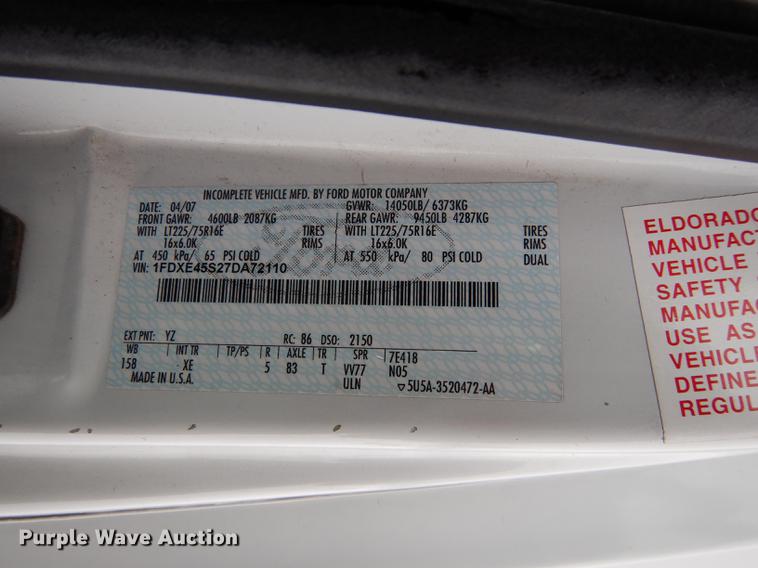 INCOMPLETE VEHICLE MFD. BY FORD MOTOR COMPANY
DATE: 04/07 GVWR: 14050LB/ 6373KG
FRONT GAWR: 4600LB 2087KG REAR GAWR: 9450LB 4287KG
WITH LT225/75R16E TIRES WITH LT225/75R16E TIRES
16x6.0K RIMS 16x6.0K RIMS
AT 450 kPa/ 65 PSI COLD AT 550 kPa/ 80 PSI COLD DUAL
VIN: 1FDXE45S27DA72110
Ford
EXT PNT: YZ RC: 86 DSO: 2150
WB INT TR TP/PS R AXLE TR SPR 7E418
158 XE 5 83 T VV77 N05
MADE IN U.S.A. ULN ▽5U5A-3520472-AA
ELDORADO
MANUFACT
VEHICLE
SAFETY
MANUFAC
USE AS
VEHICLE
DEFINE
REGUL
Purple Wave Auction